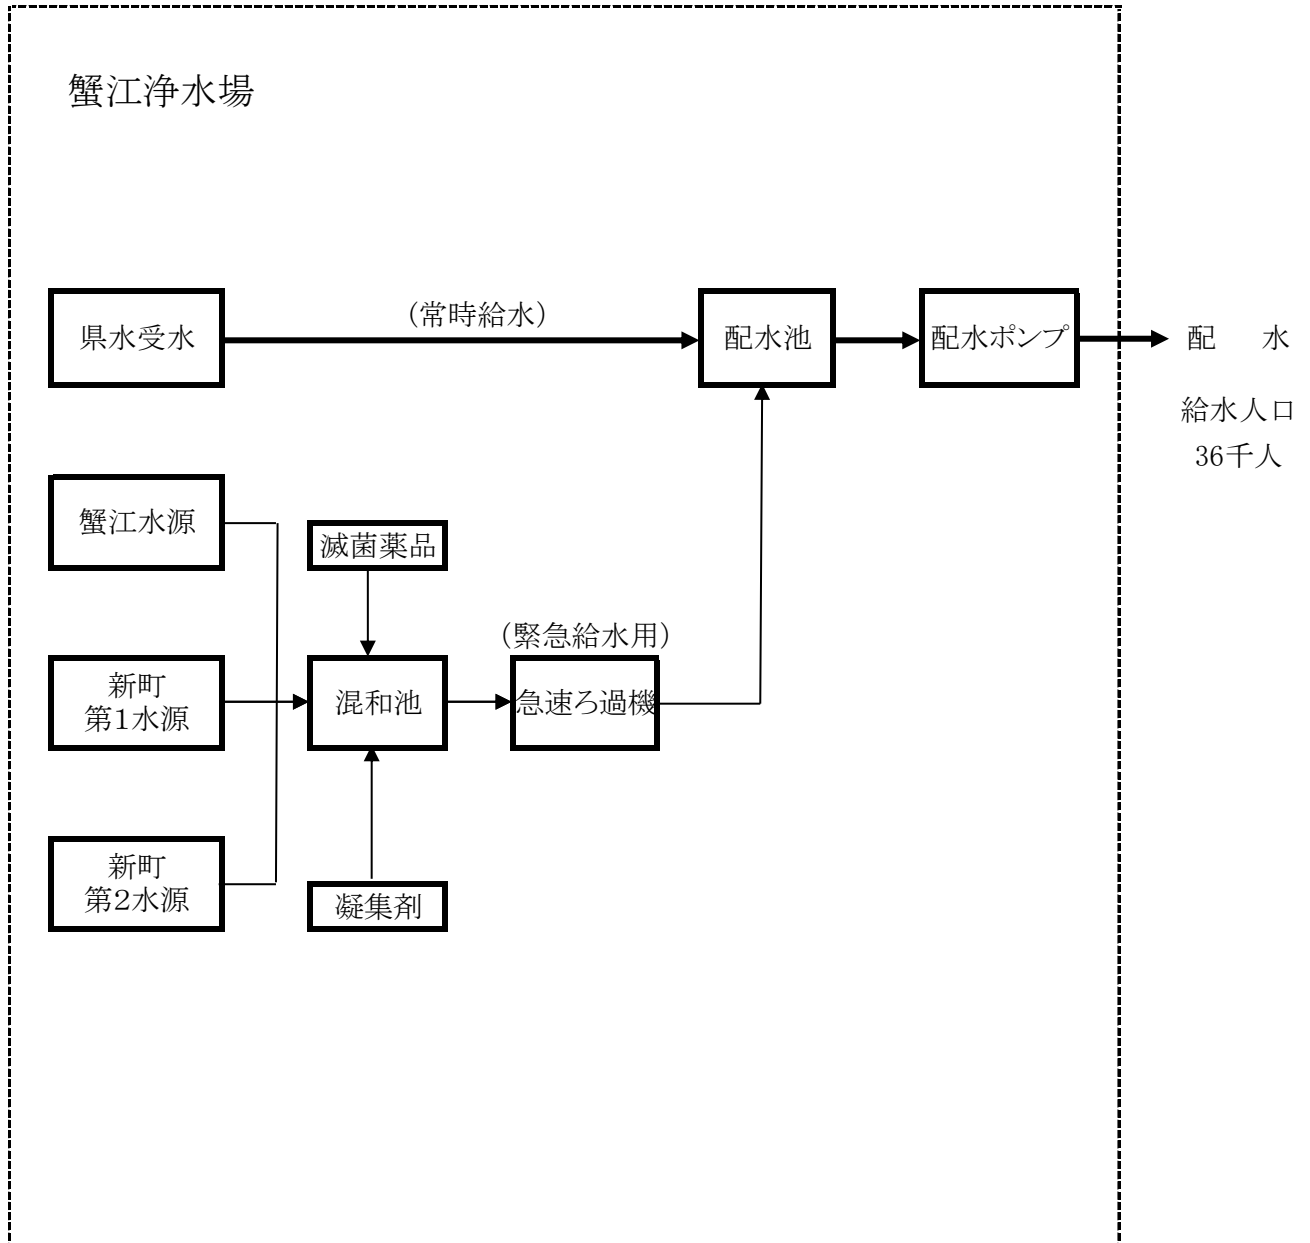 蟹江浄水場
(常時給水)
県水受水
配水池
配水ポンプ
配　水
給水人口
36千人
蟹江水源
滅菌薬品
(緊急給水用)
新町
第1水源
混和池
急速ろ過機
新町
第2水源
凝集剤